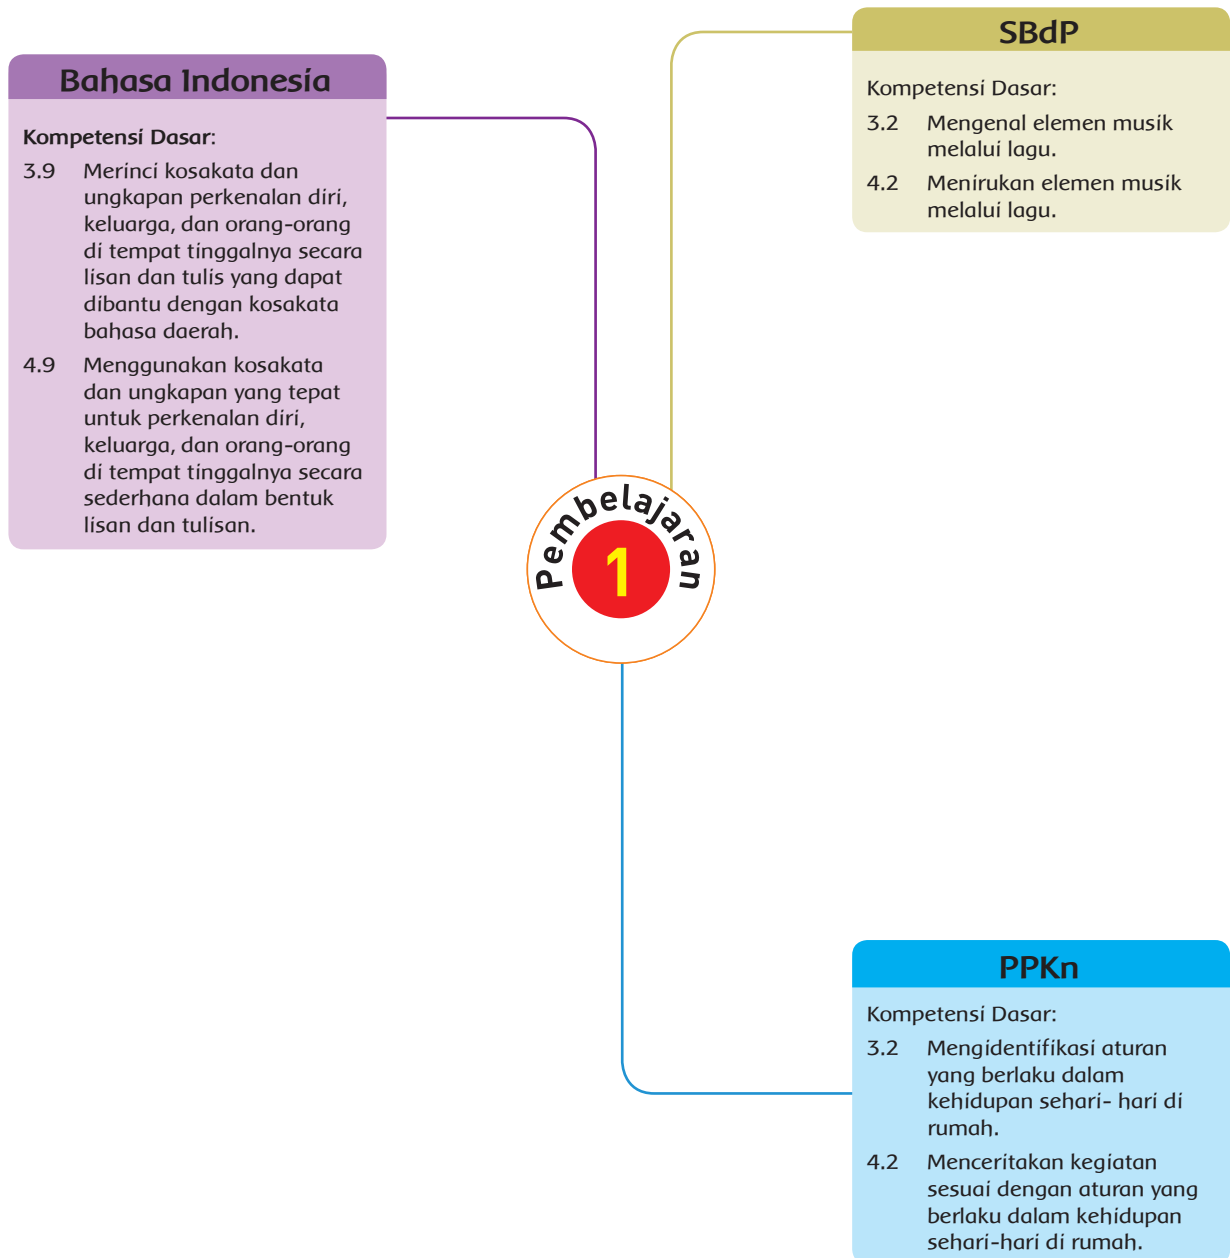 Bahasa Indonesia
Kompetensi Dasar:
3.9 Merinci kosakata dan
ungkapan perkenalan diri,
keluarga, dan orang-orang
di tempat tinggalnya secara
lisan dan tulis yang dapat
dibantu dengan kosakata
bahasa daerah.
4.9 Menggunakan kosakata
dan ungkapan yang tepat
untuk perkenalan diri,
keluarga, dan orang-orang
di tempat tinggalnya secara
sederhana dalam bentuk
lisan dan tulisan.
SBdP
Kompetensi Dasar:
3.2 Mengenal elemen musik
melalui lagu.
4.2 Menirukan elemen musik
melalui lagu.
Pembelajaran
1
PPKn
Kompetensi Dasar:
3.2 Mengidentifikasi aturan
yang berlaku dalam
kehidupan sehari- hari di
rumah.
4.2 Menceritakan kegiatan
sesuai dengan aturan yang
berlaku dalam kehidupan
sehari-hari di rumah.